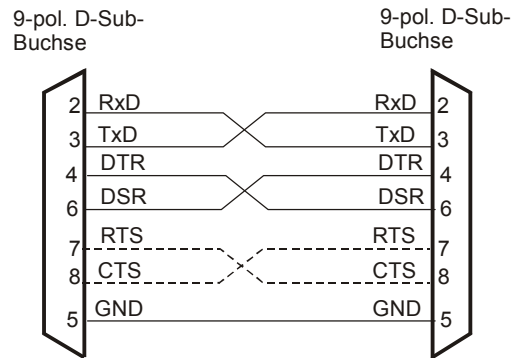 9-pol. D-Sub-
Buchse
9-pol. D-Sub-
Buchse
2 RxD RxD 2
3 TxD TxD 3
4 DTR DTR 4
6 DSR DSR 6
7 RTS RTS 7
8 CTS CTS 8
5 GND GND 5